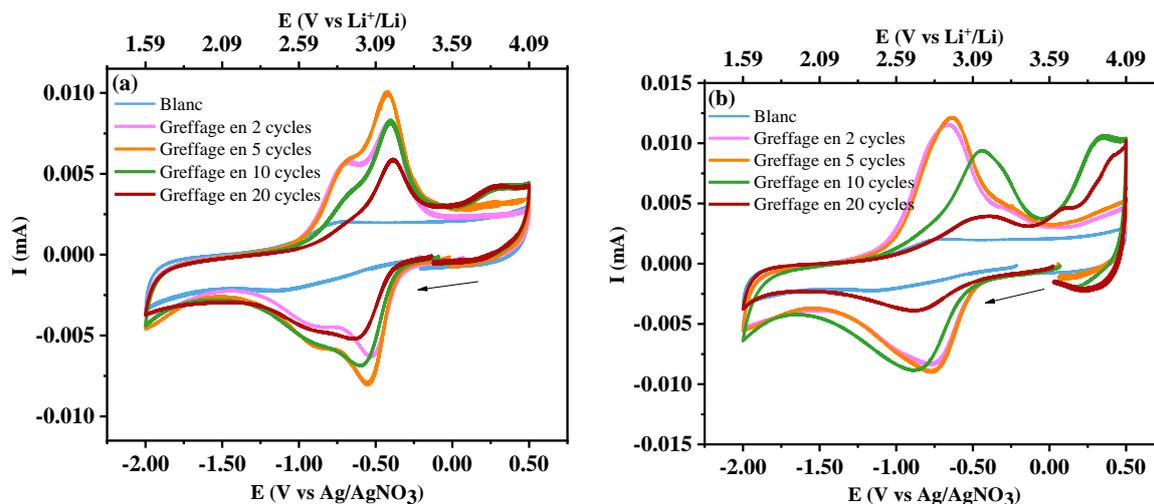 E (V vs Li⁺/Li)
1.59 2.09 2.59 3.09 3.59 4.09
(a)
Blanc
Greffage en 2 cycles
Greffage en 5 cycles
Greffage en 10 cycles
Greffage en 20 cycles
I (mA)
0.010
0.005
0.000
-0.005
-0.010
-2.00 -1.50 -1.00 -0.50 0.00 0.50
E (V vs Ag/AgNO₃)
E (V vs Li⁺/Li)
1.59 2.09 2.59 3.09 3.59 4.09
(b)
Blanc
Greffage en 2 cycles
Greffage en 5 cycles
Greffage en 10 cycles
Greffage en 20 cycles
I (mA)
0.015
0.010
0.005
0.000
-0.005
-0.010
-0.015
-2.00 -1.50 -1.00 -0.50 0.00 0.50
E (V vs Ag/AgNO₃)